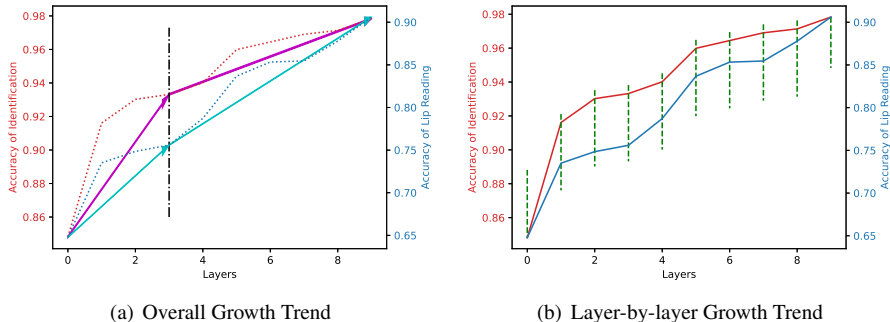 0.98
0.96
0.94
0.92
0.90
0.88
0.86
Accuracy of Identification
0 2 4 6 8
Layers
0.90
0.85
0.80
0.75
0.70
0.65
Accuracy of Lip Reading
(a) Overall Growth Trend
0.98
0.96
0.94
0.92
0.90
0.88
0.86
Accuracy of Identification
0 2 4 6 8
Layers
0.90
0.85
0.80
0.75
0.70
0.65
Accuracy of Lip Reading
(b) Layer-by-layer Growth Trend